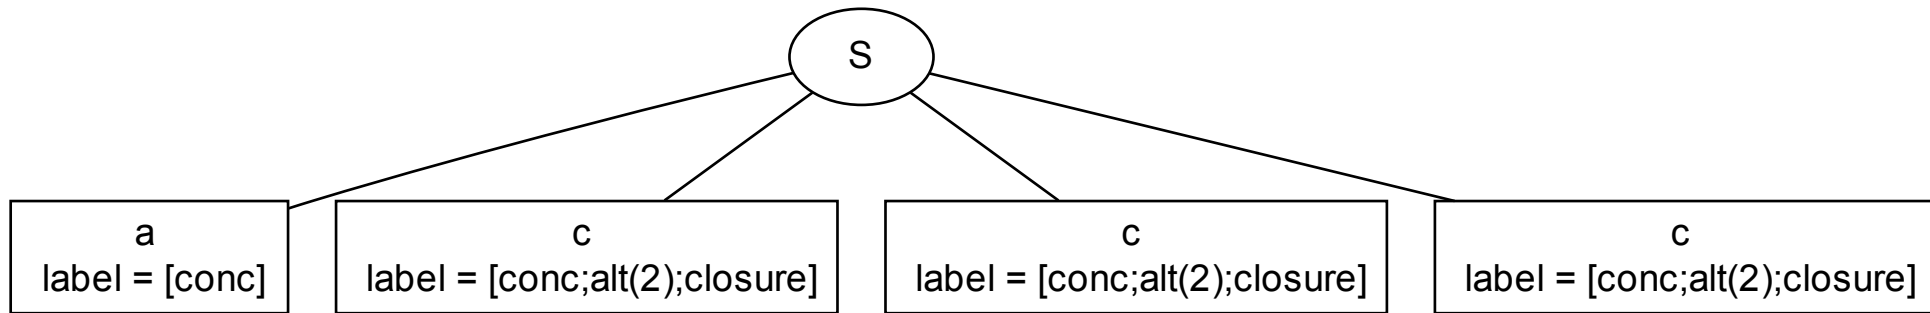 S
a
label = [conc]
c
label = [conc;alt(2);closure]
c
label = [conc;alt(2);closure]
c
label = [conc;alt(2);closure]